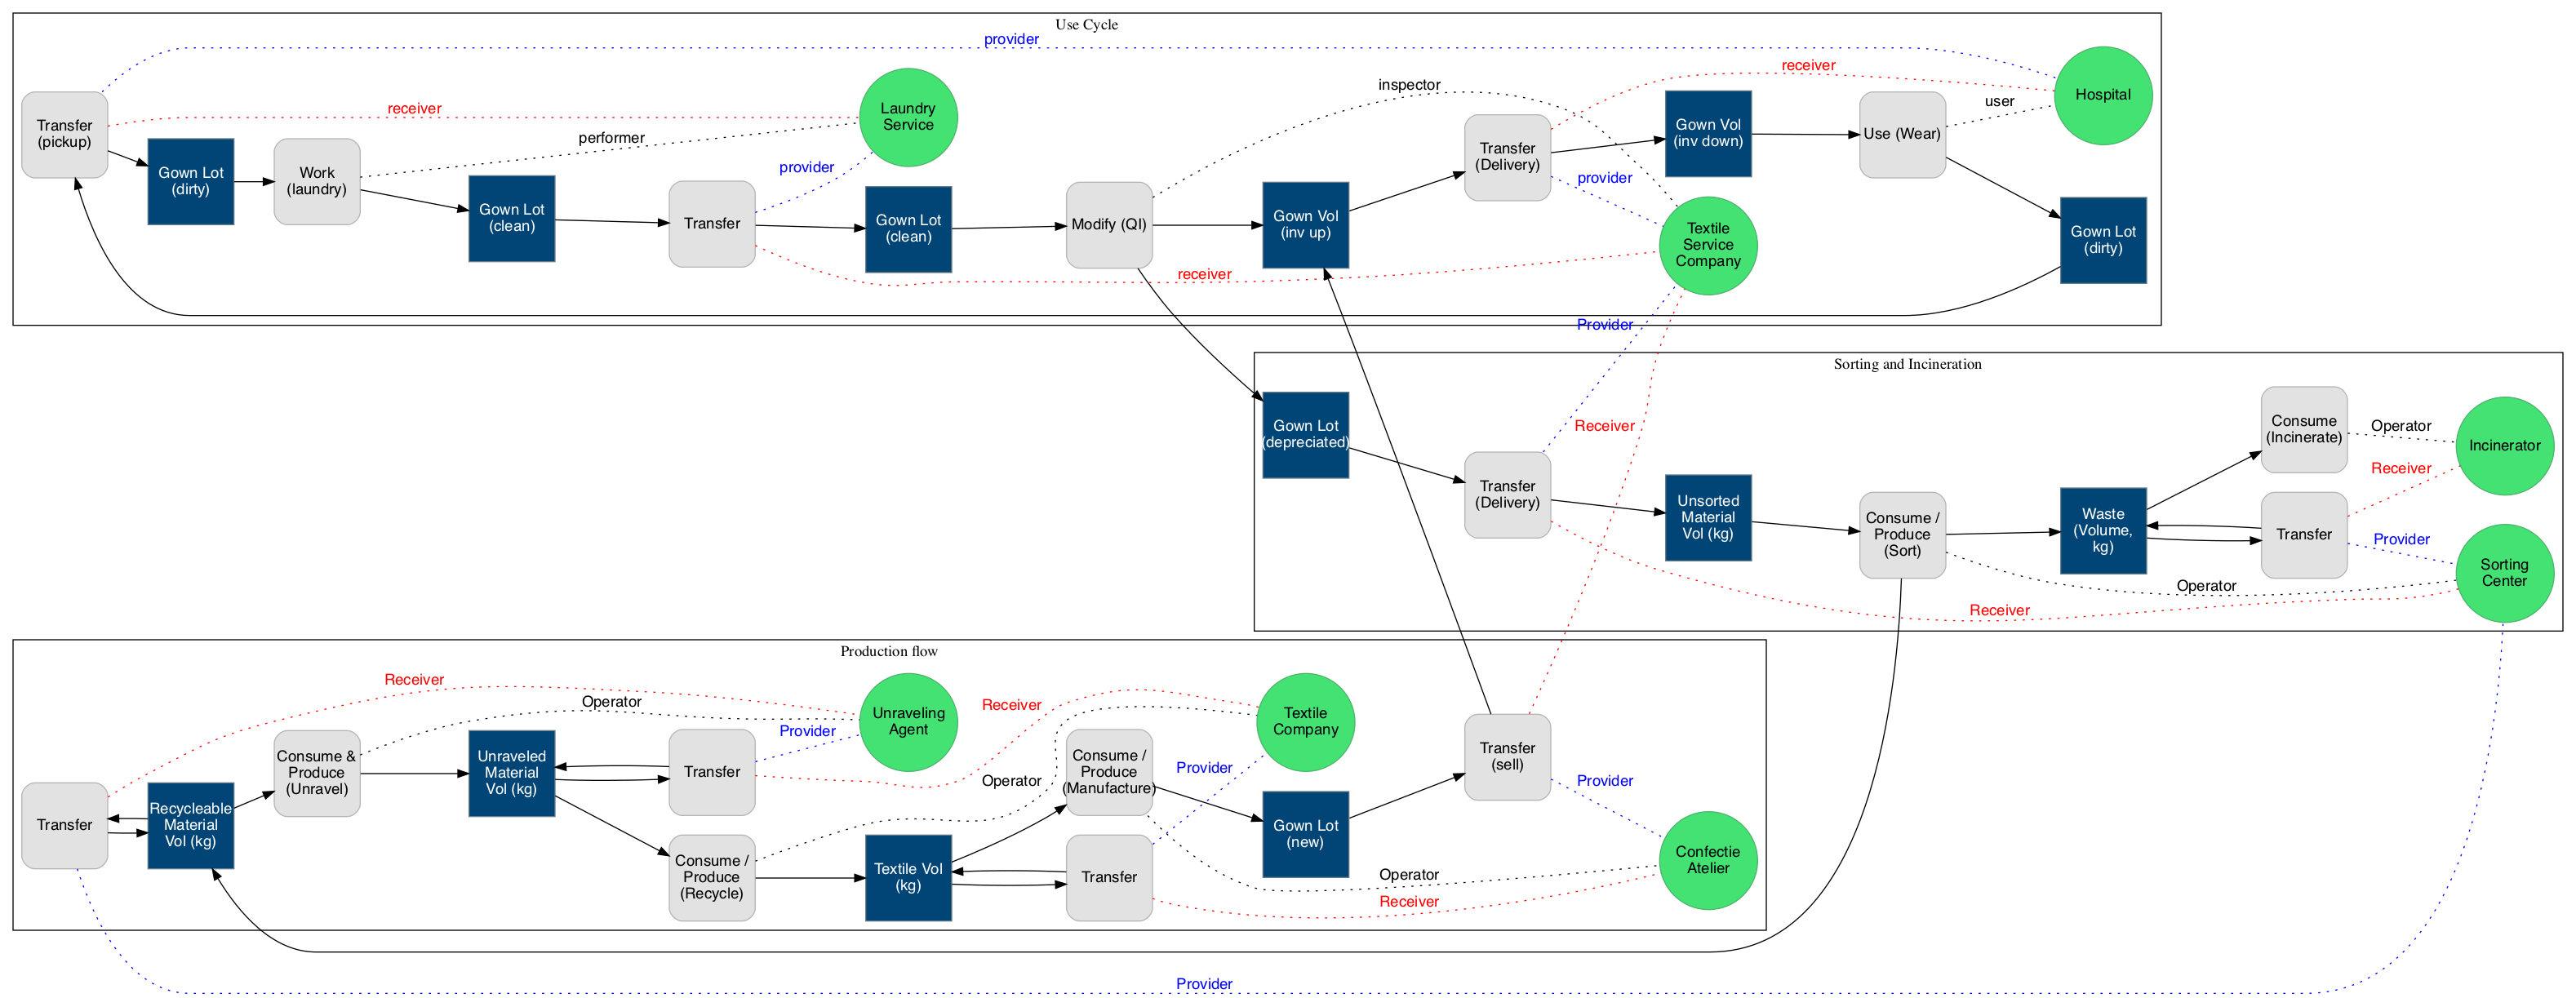 Use Cycle
provider
Hospital
receiver
inspector
user
Laundry
Service
receiver
performer
provider
Transfer
(pickup)
Gown Lot
(dirty)
Work
(laundry)
Gown Lot
(clean)
Transfer
Gown Lot
(clean)
Modify (QI)
Gown Vol
(inv up)
Transfer
(Delivery)
provider
Gown Vol
(inv down)
Use (Wear)
Textile
Service
Company
Gown Lot
(dirty)
receiver
Provider
Sorting and Incineration
Gown Lot
(depreciated)
Receiver
Transfer
(Delivery)
Unsorted
Material
Vol (kg)
Consume /
Produce
(Sort)
Waste
(Volume,
kg)
Consume
(Incinerate)
Operator
Incinerator
Receiver
Transfer
Provider
Sorting
Center
Operator
Receiver
Production flow
Receiver
Operator
Unraveling
Agent
Provider
Receiver
Textile
Company
Transfer
Recycleable
Material
Vol (kg)
Consume &
Produce
(Unravel)
Unraveled
Material
Vol (kg)
Transfer
Operator
Consume /
Produce
(Manufacture)
Provider
Transfer
(sell)
Provider
Consume /
Produce
(Recycle)
Textile Vol
(kg)
Transfer
Gown Lot
(new)
Operator
Receiver
Confectie
Atelier
Provider